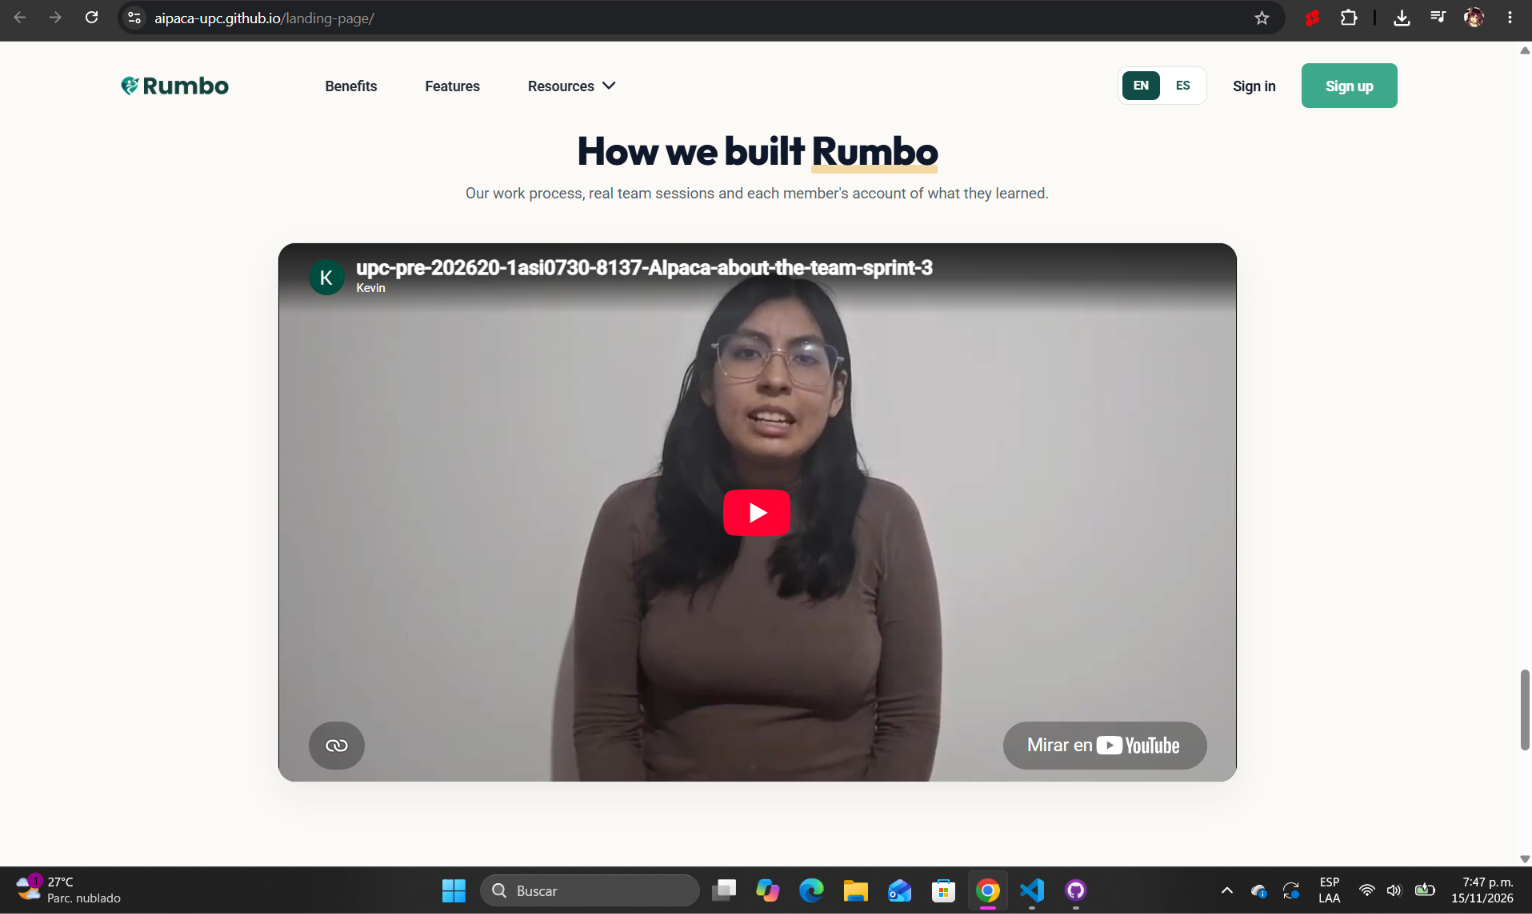 aipaca-upc.github.io/landing-page/
Rumbo
Benefits
Features
Resources
EN
ES
Sign in
Sign up
How we built Rumbo
Our work process, real team sessions and each member's account of what they learned.
K
upc-pre-202620-1asi0730-8137-AIpaca-about-the-team-sprint-3
Kevin
Mirar en YouTube
1
27°C
Parc. nublado
Buscar
ESP
LAA
7:47 p. m.
15/11/2026